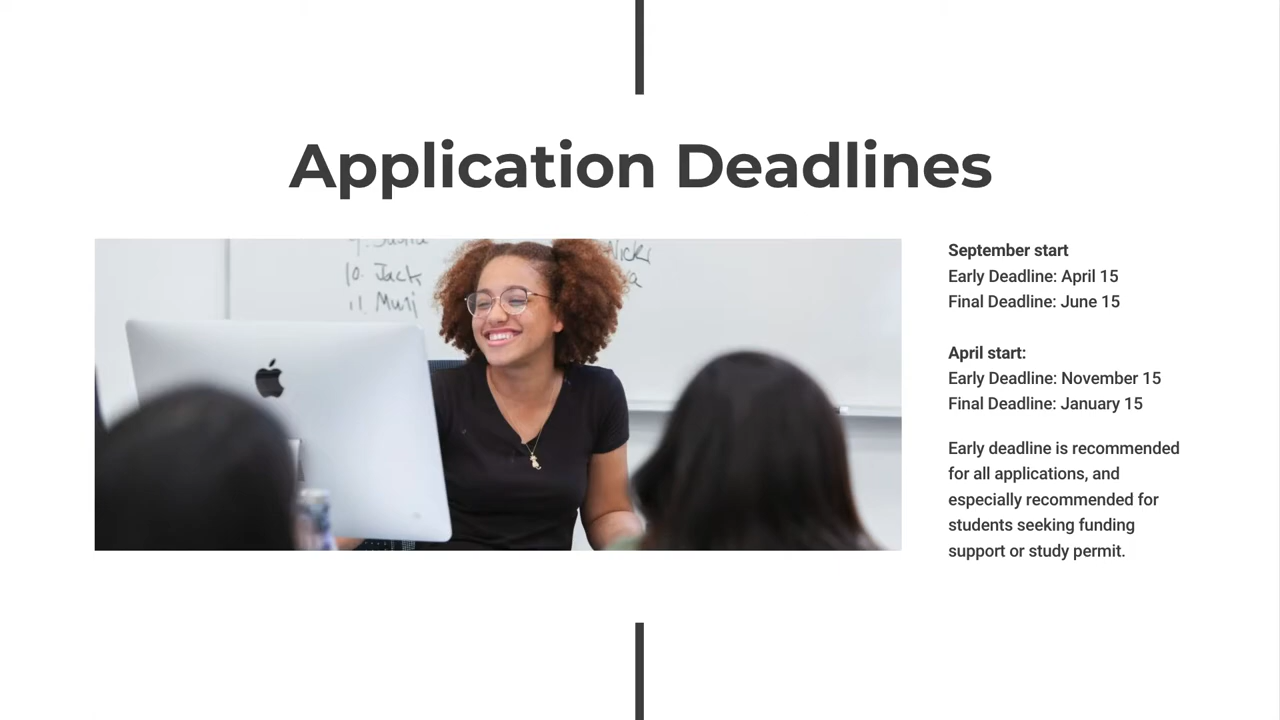 Application Deadlines
10. Jack
11. Munj
Nicks
September start
Early Deadline: April 15
Final Deadline: June 15
April start:
Early Deadline: November 15
Final Deadline: January 15
Early deadline is recommended
for all applications, and
especially recommended for
students seeking funding
support or study permit.